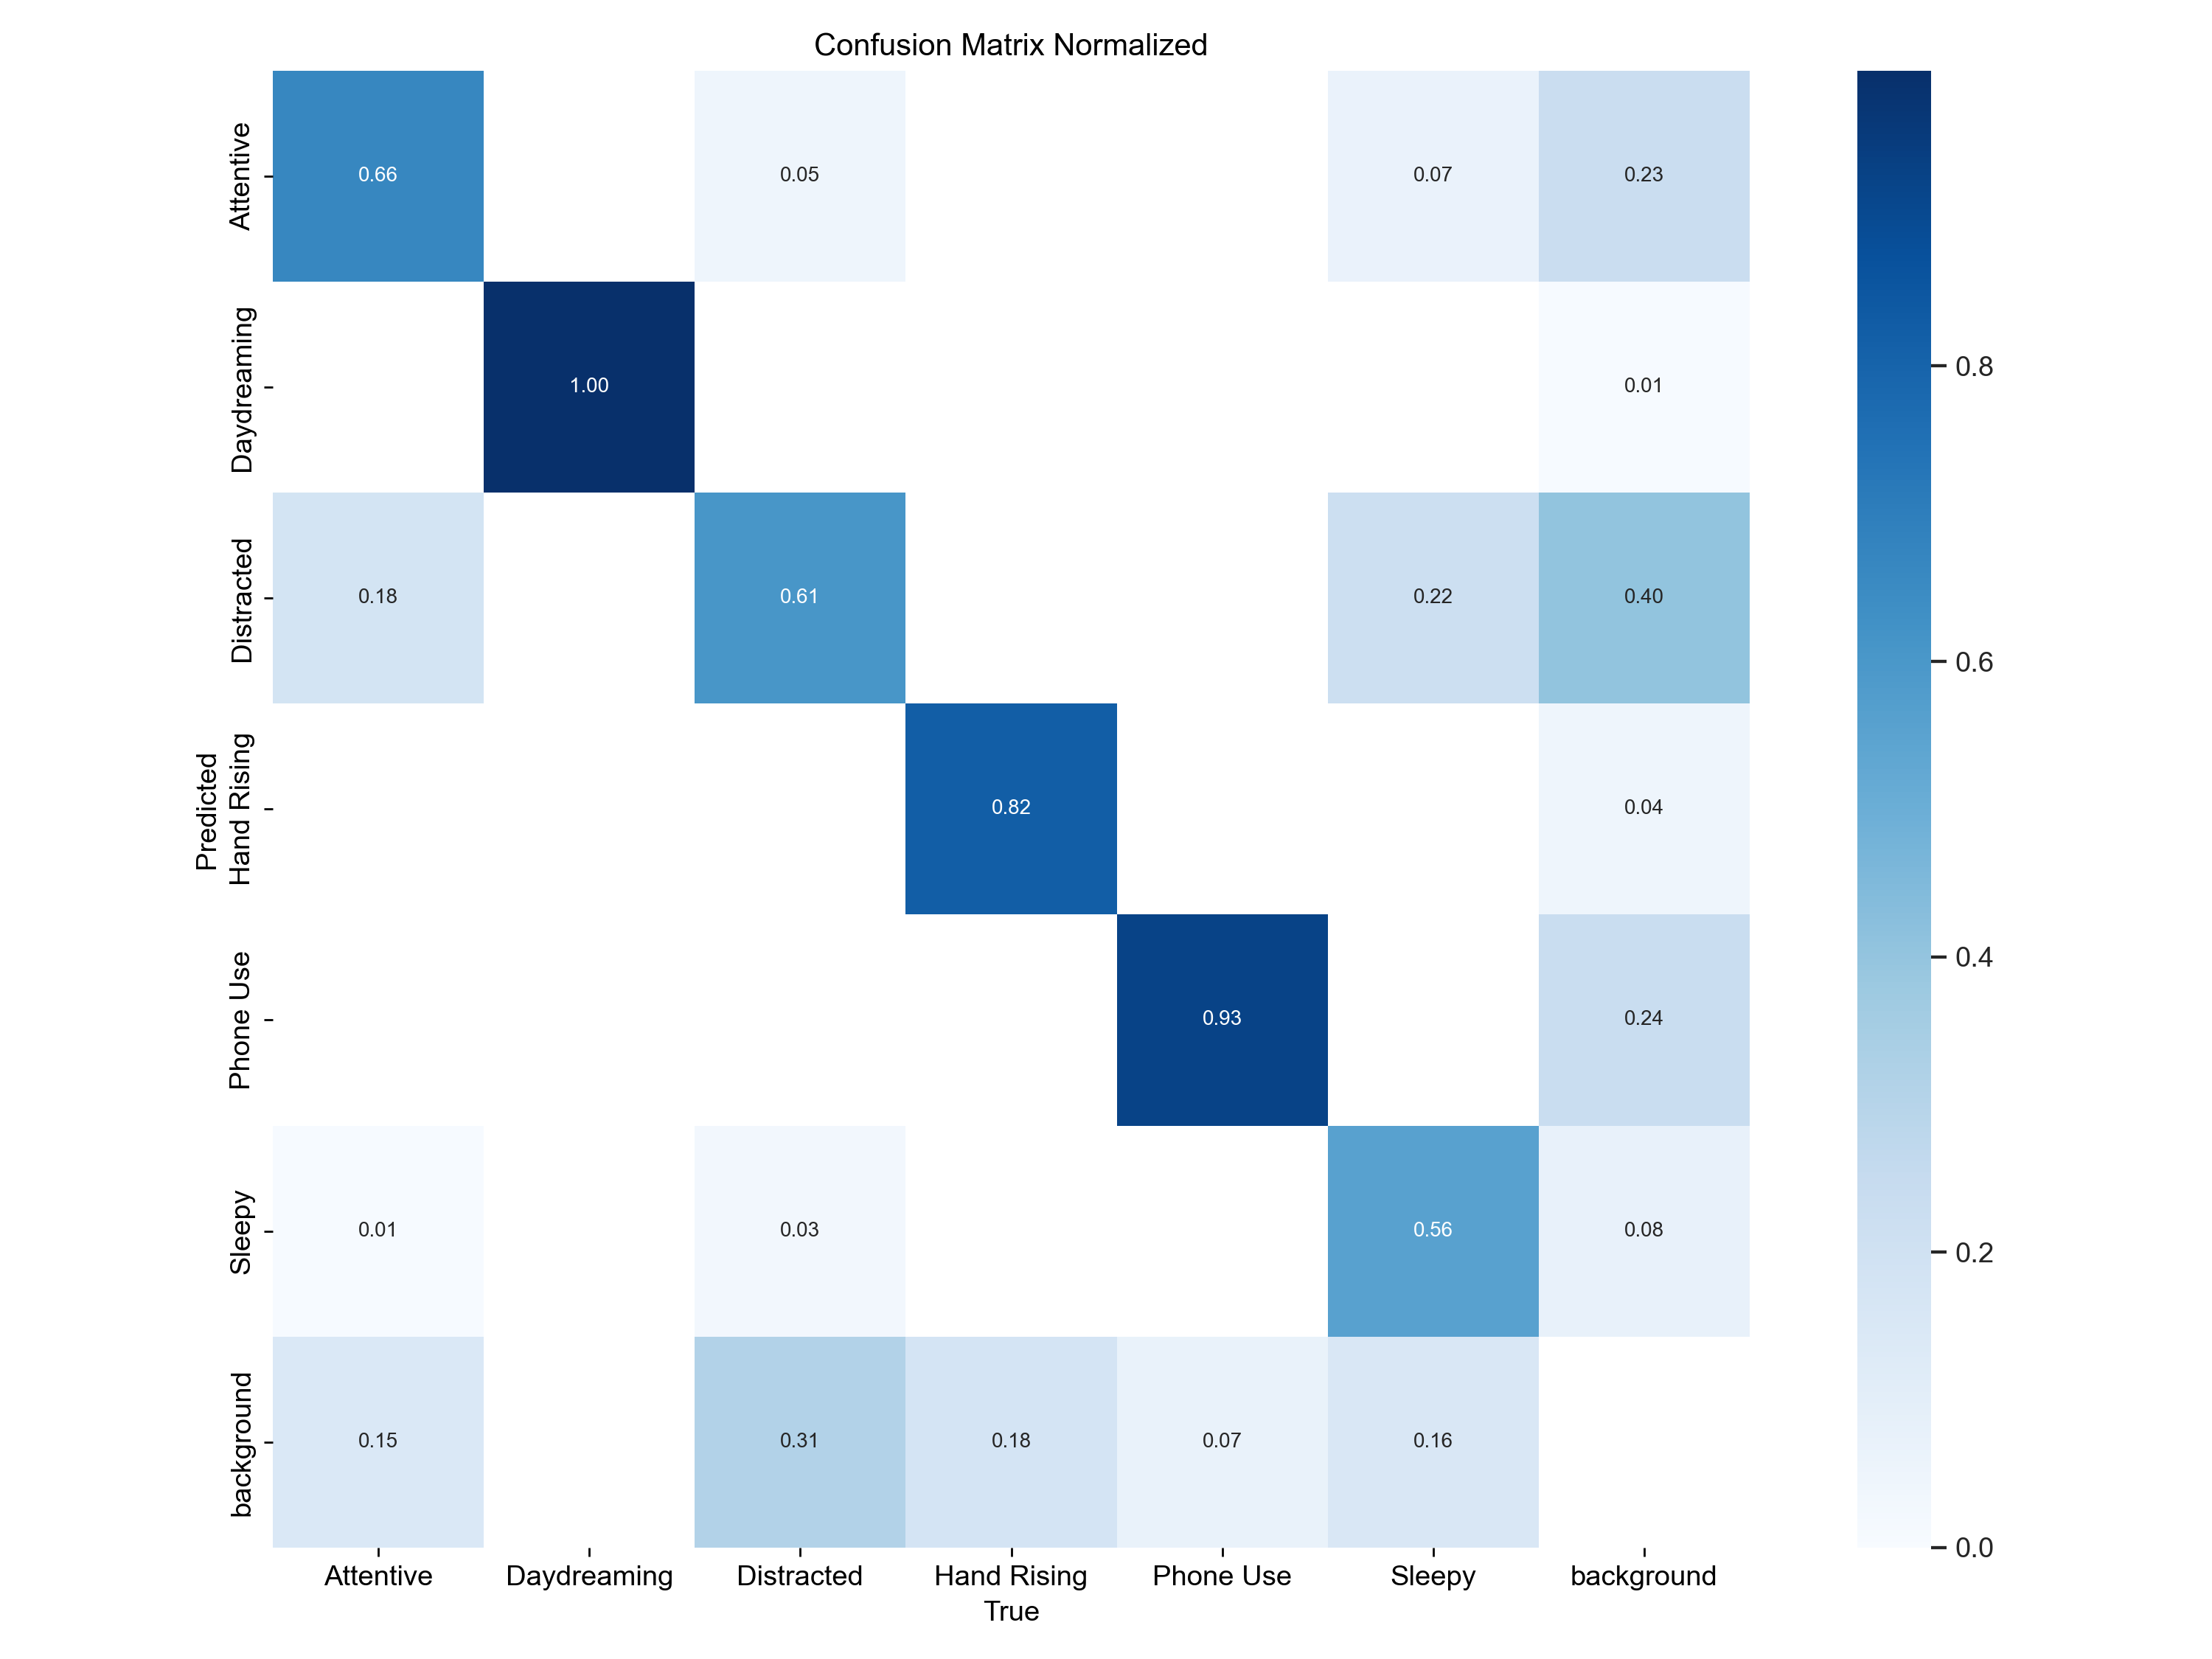 Confusion Matrix Normalized
Attentive
0.66
0.05
0.07
0.23
Daydreaming
1.00
0.01
0.8
Distracted
0.18
0.61
0.22
0.40
0.6
Predicted
Hand Rising
0.82
0.04
0.4
Phone Use
0.93
0.24
Sleepy
0.01
0.03
0.56
0.08
0.2
background
0.15
0.31
0.18
0.07
0.16
0.0
Attentive
Daydreaming
Distracted
Hand Rising
Phone Use
Sleepy
background
True